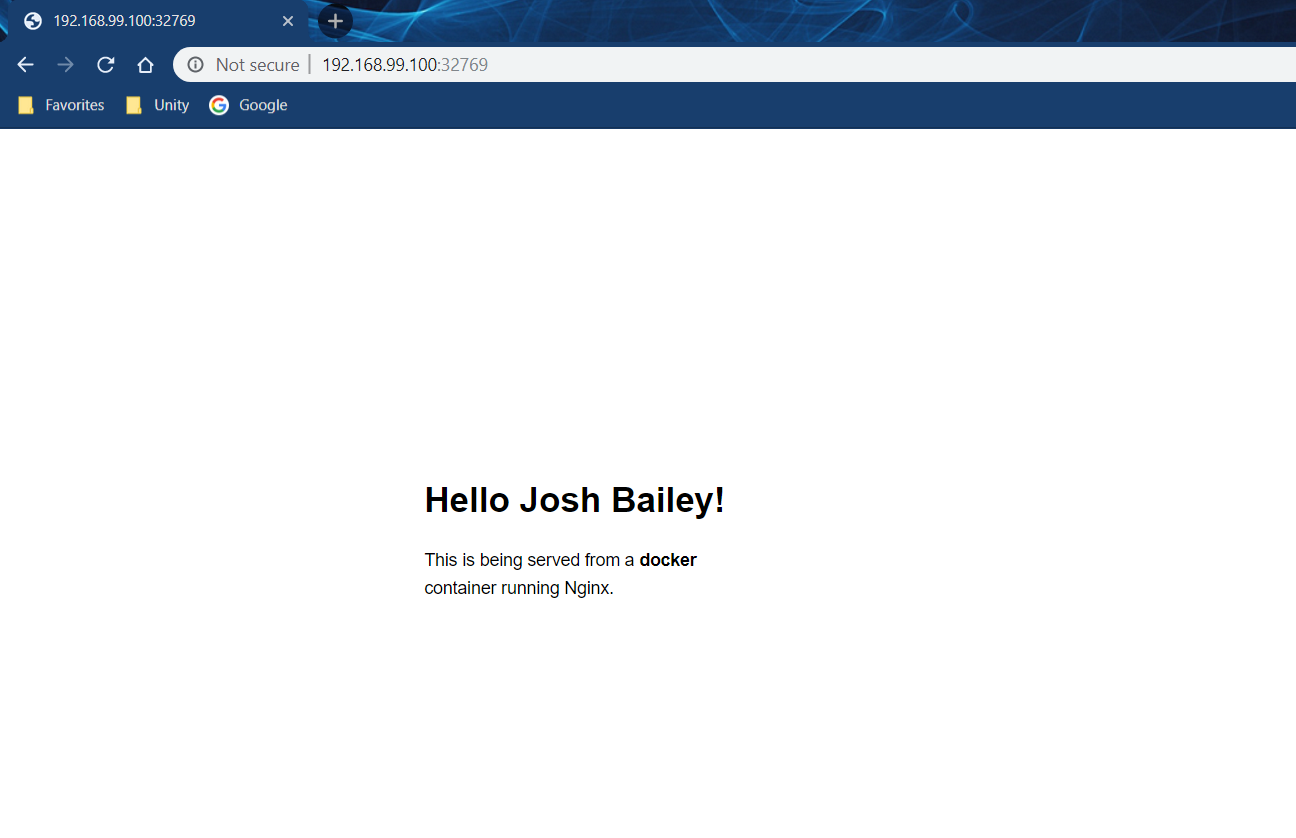 192.168.99.100:32769
Not secure | 192.168.99.100:32769
Favorites Unity Google
Hello Josh Bailey!
This is being served from a docker
container running Nginx.